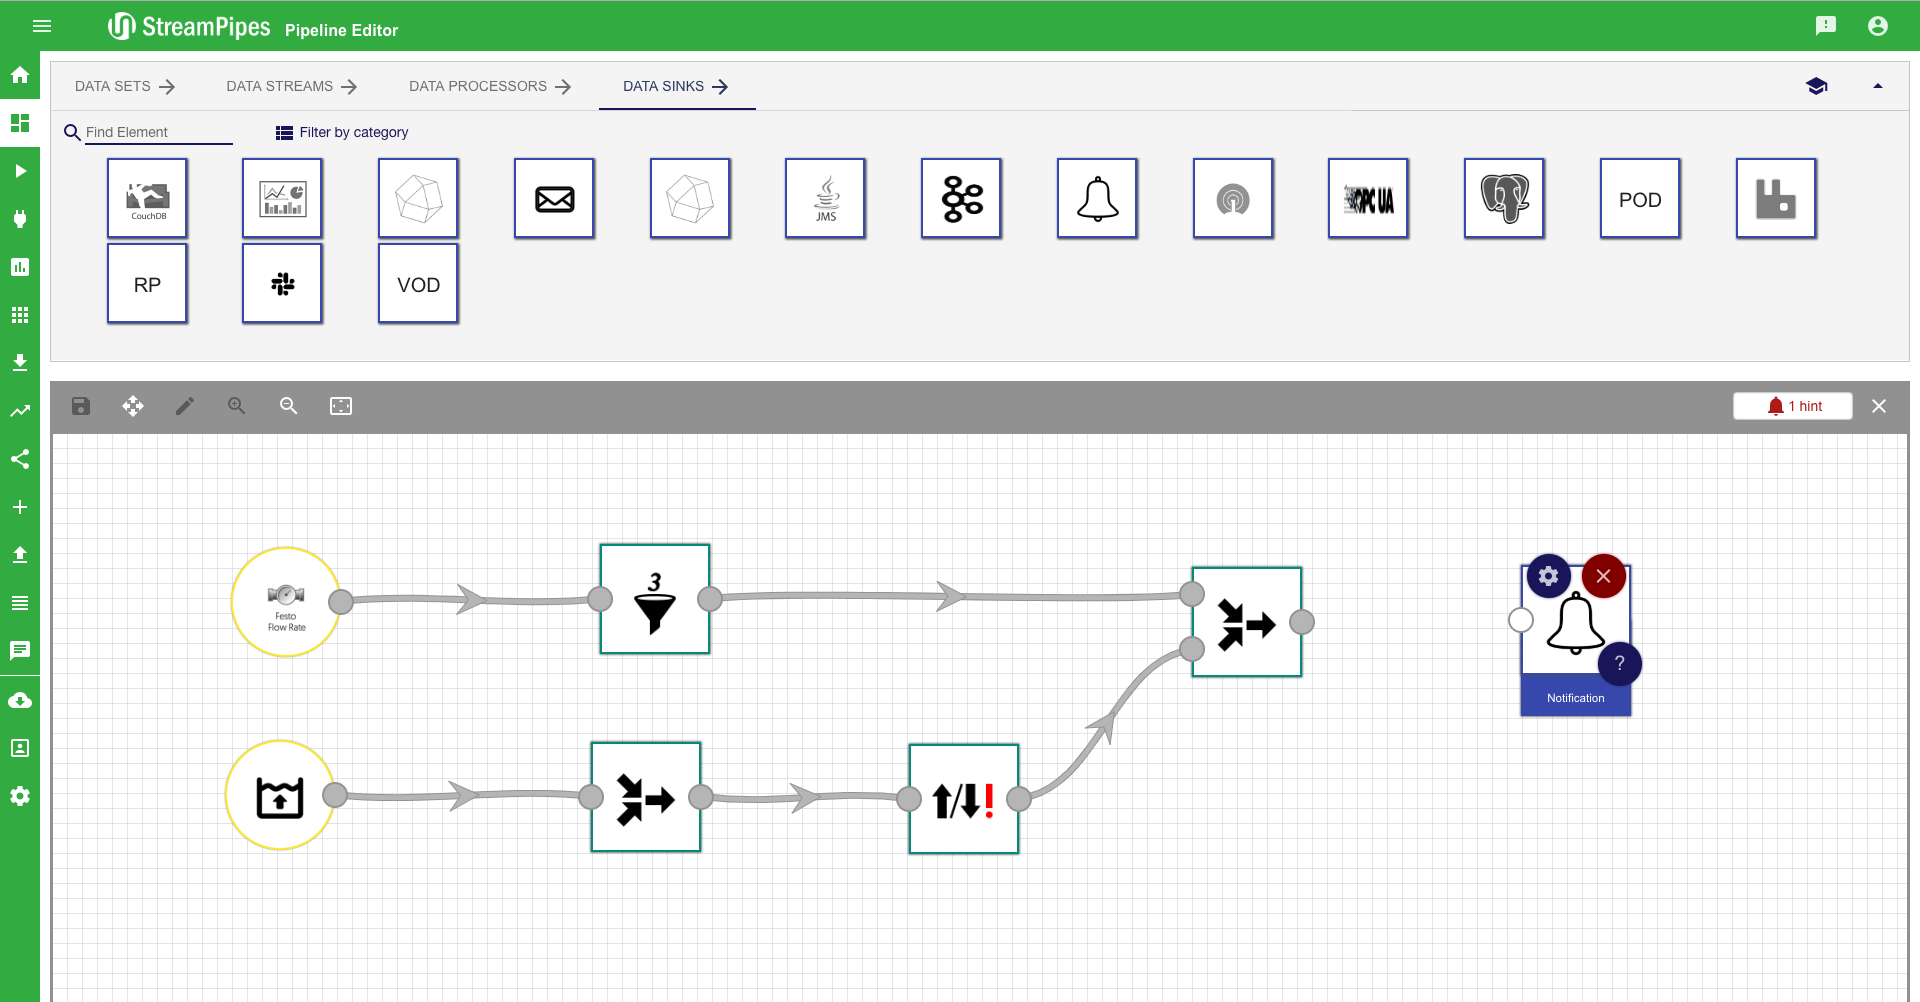 StreamPipes Pipeline Editor
DATA SETS DATA STREAMS DATA PROCESSORS DATA SINKS
Find Element Filter by category
CouchDB
JMS
OPC UA
POD
RP
VOD
1 hint
3
Festo
Flow Rate
?
Notification